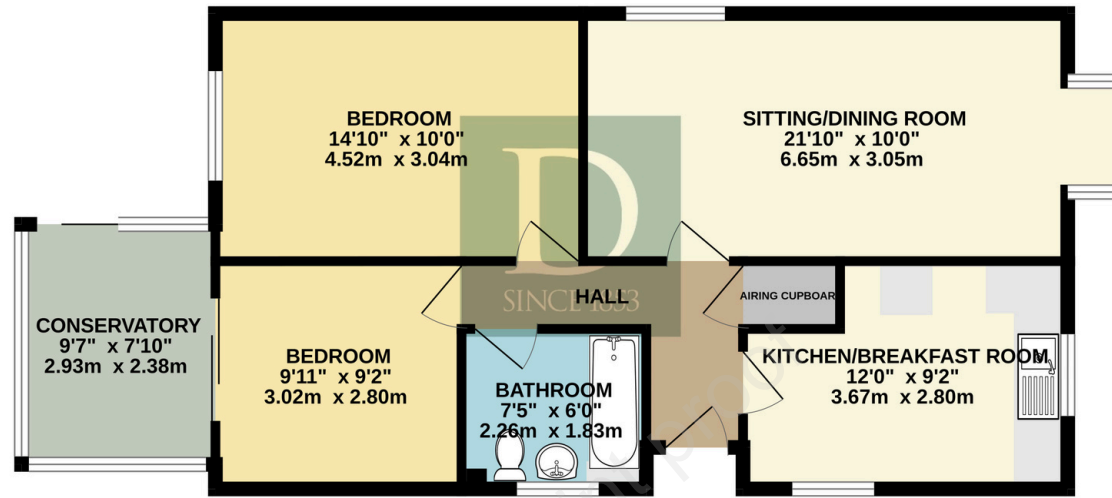 BEDROOM
14'10" x 10'0"
4.52m x 3.04m
SITTING/DINING ROOM
21'10" x 10'0"
6.65m x 3.05m
D
SINCE 1853
HALL
AIRING CUPBOAR
CONSERVATORY
9'7" x 7'10"
2.93m x 2.38m
BEDROOM
9'11" x 9'2"
3.02m x 2.80m
BATHROOM
7'5" x 6'0"
2.26m x 1.83m
KITCHEN/BREAKFAST ROOM
12'0" x 9'2"
3.67m x 2.80m
proof